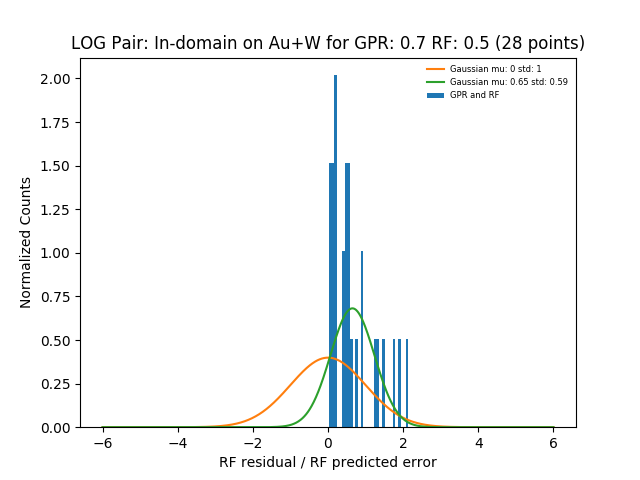 LOG Pair: In-domain on Au+W for GPR: 0.7 RF: 0.5 (28 points)
Gaussian mu: 0 std: 1
Gaussian mu: 0.65 std: 0.59
GPR and RF
Normalized Counts
2.00
1.75
1.50
1.25
1.00
0.75
0.50
0.25
0.00
−6 −4 −2 0 2 4 6
RF residual / RF predicted error